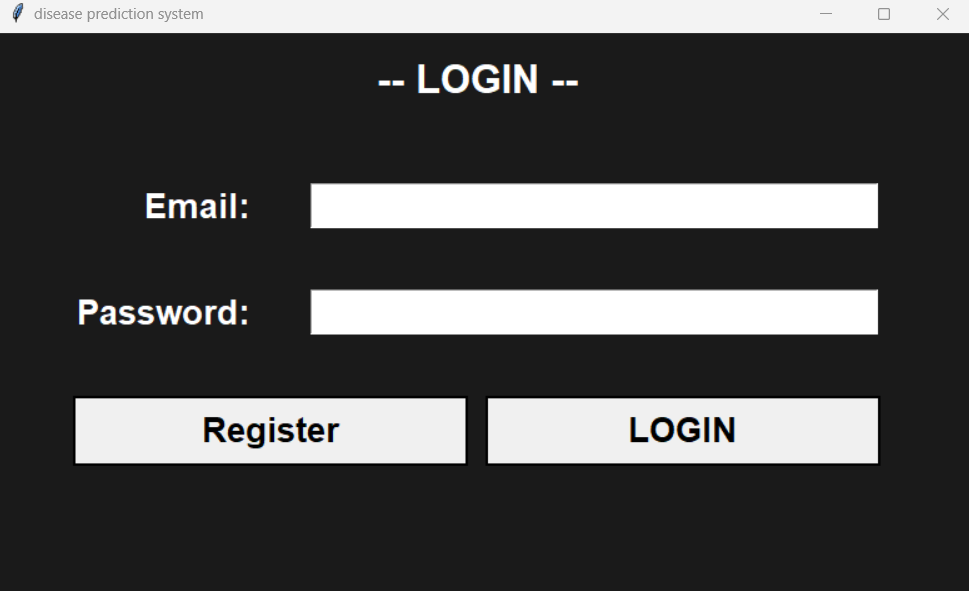 disease prediction system
-- LOGIN --
Email:
Password:
Register LOGIN